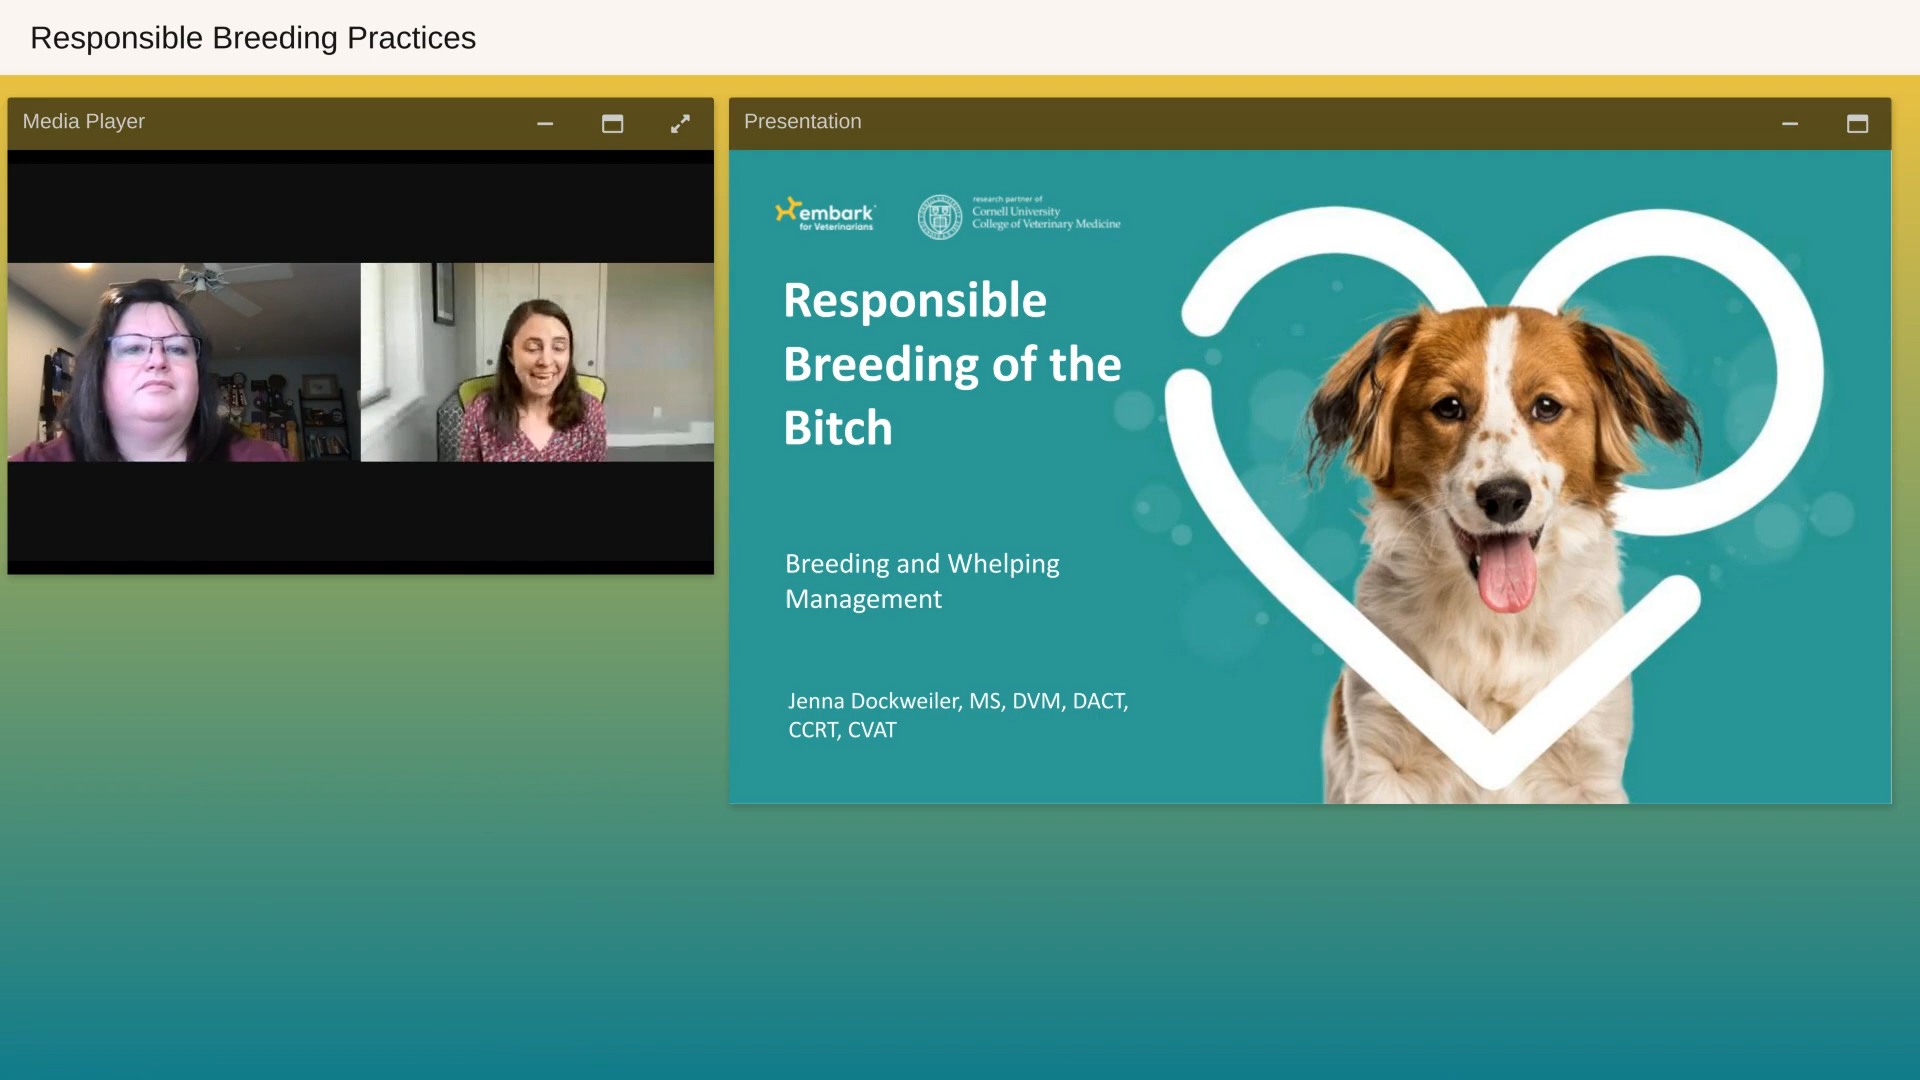 Responsible Breeding Practices
Media Player
Presentation
embark
for Veterinarians
research partner of
Cornell University
College of Veterinary Medicine
Responsible
Breeding of the
Bitch
Breeding and Whelping
Management
Jenna Dockweiler, MS, DVM, DACT,
CCRT, CVAT